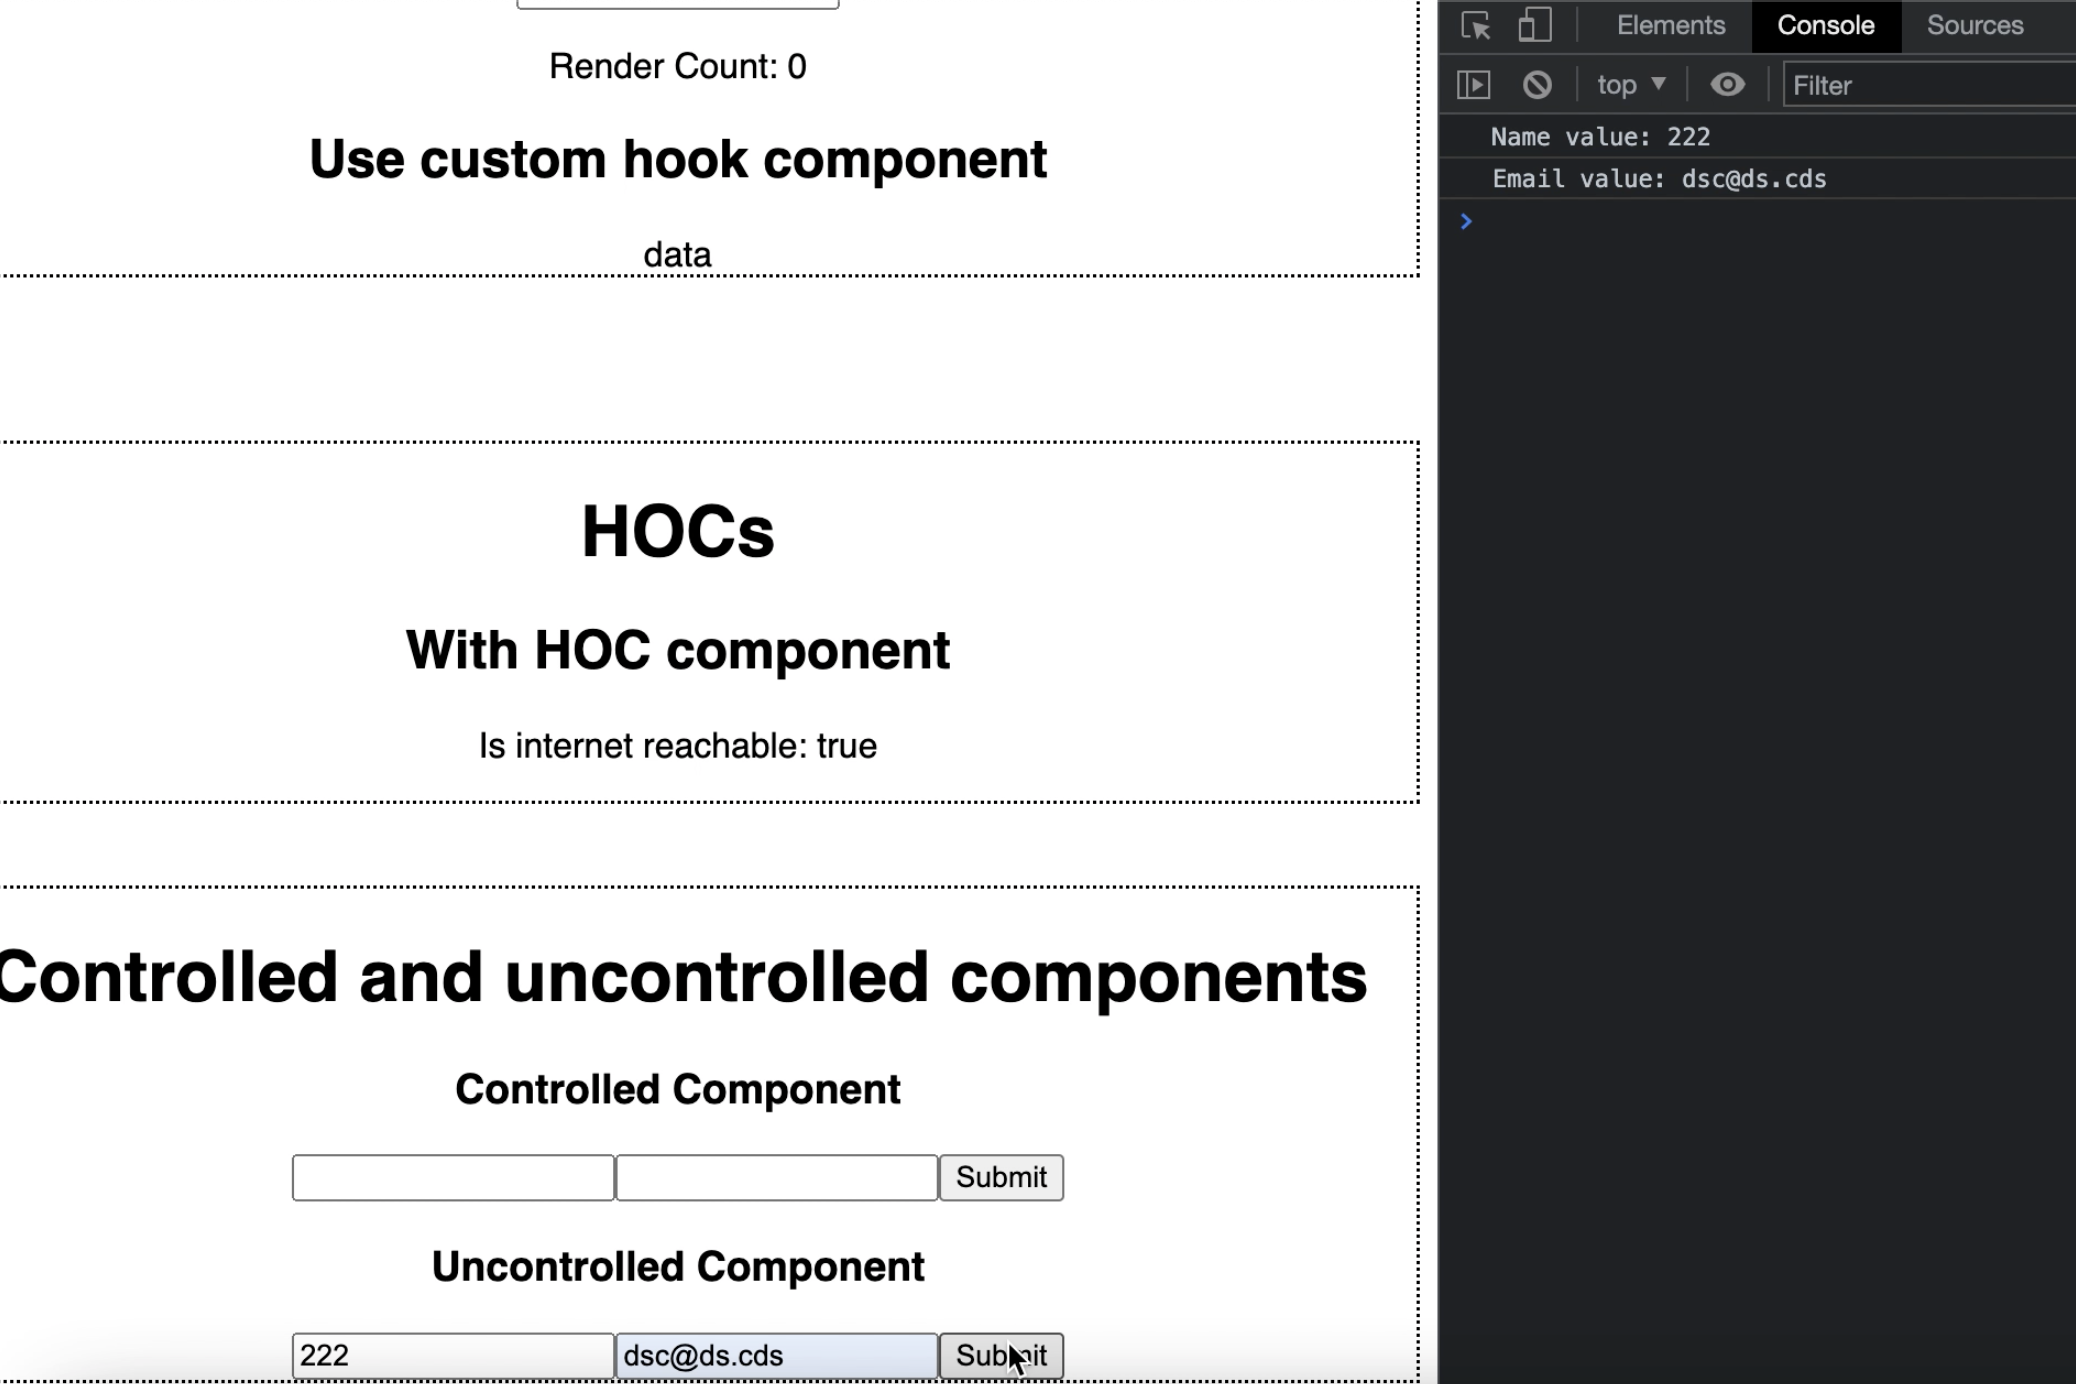 Render Count: 0
Use custom hook component
data
HOCs
With HOC component
Is internet reachable: true
Controlled and uncontrolled components
Controlled Component
Submit
Uncontrolled Component
222 dsc@ds.cds Submit
Elements Console Sources
top Filter
Name value: 222
Email value: dsc@ds.cds